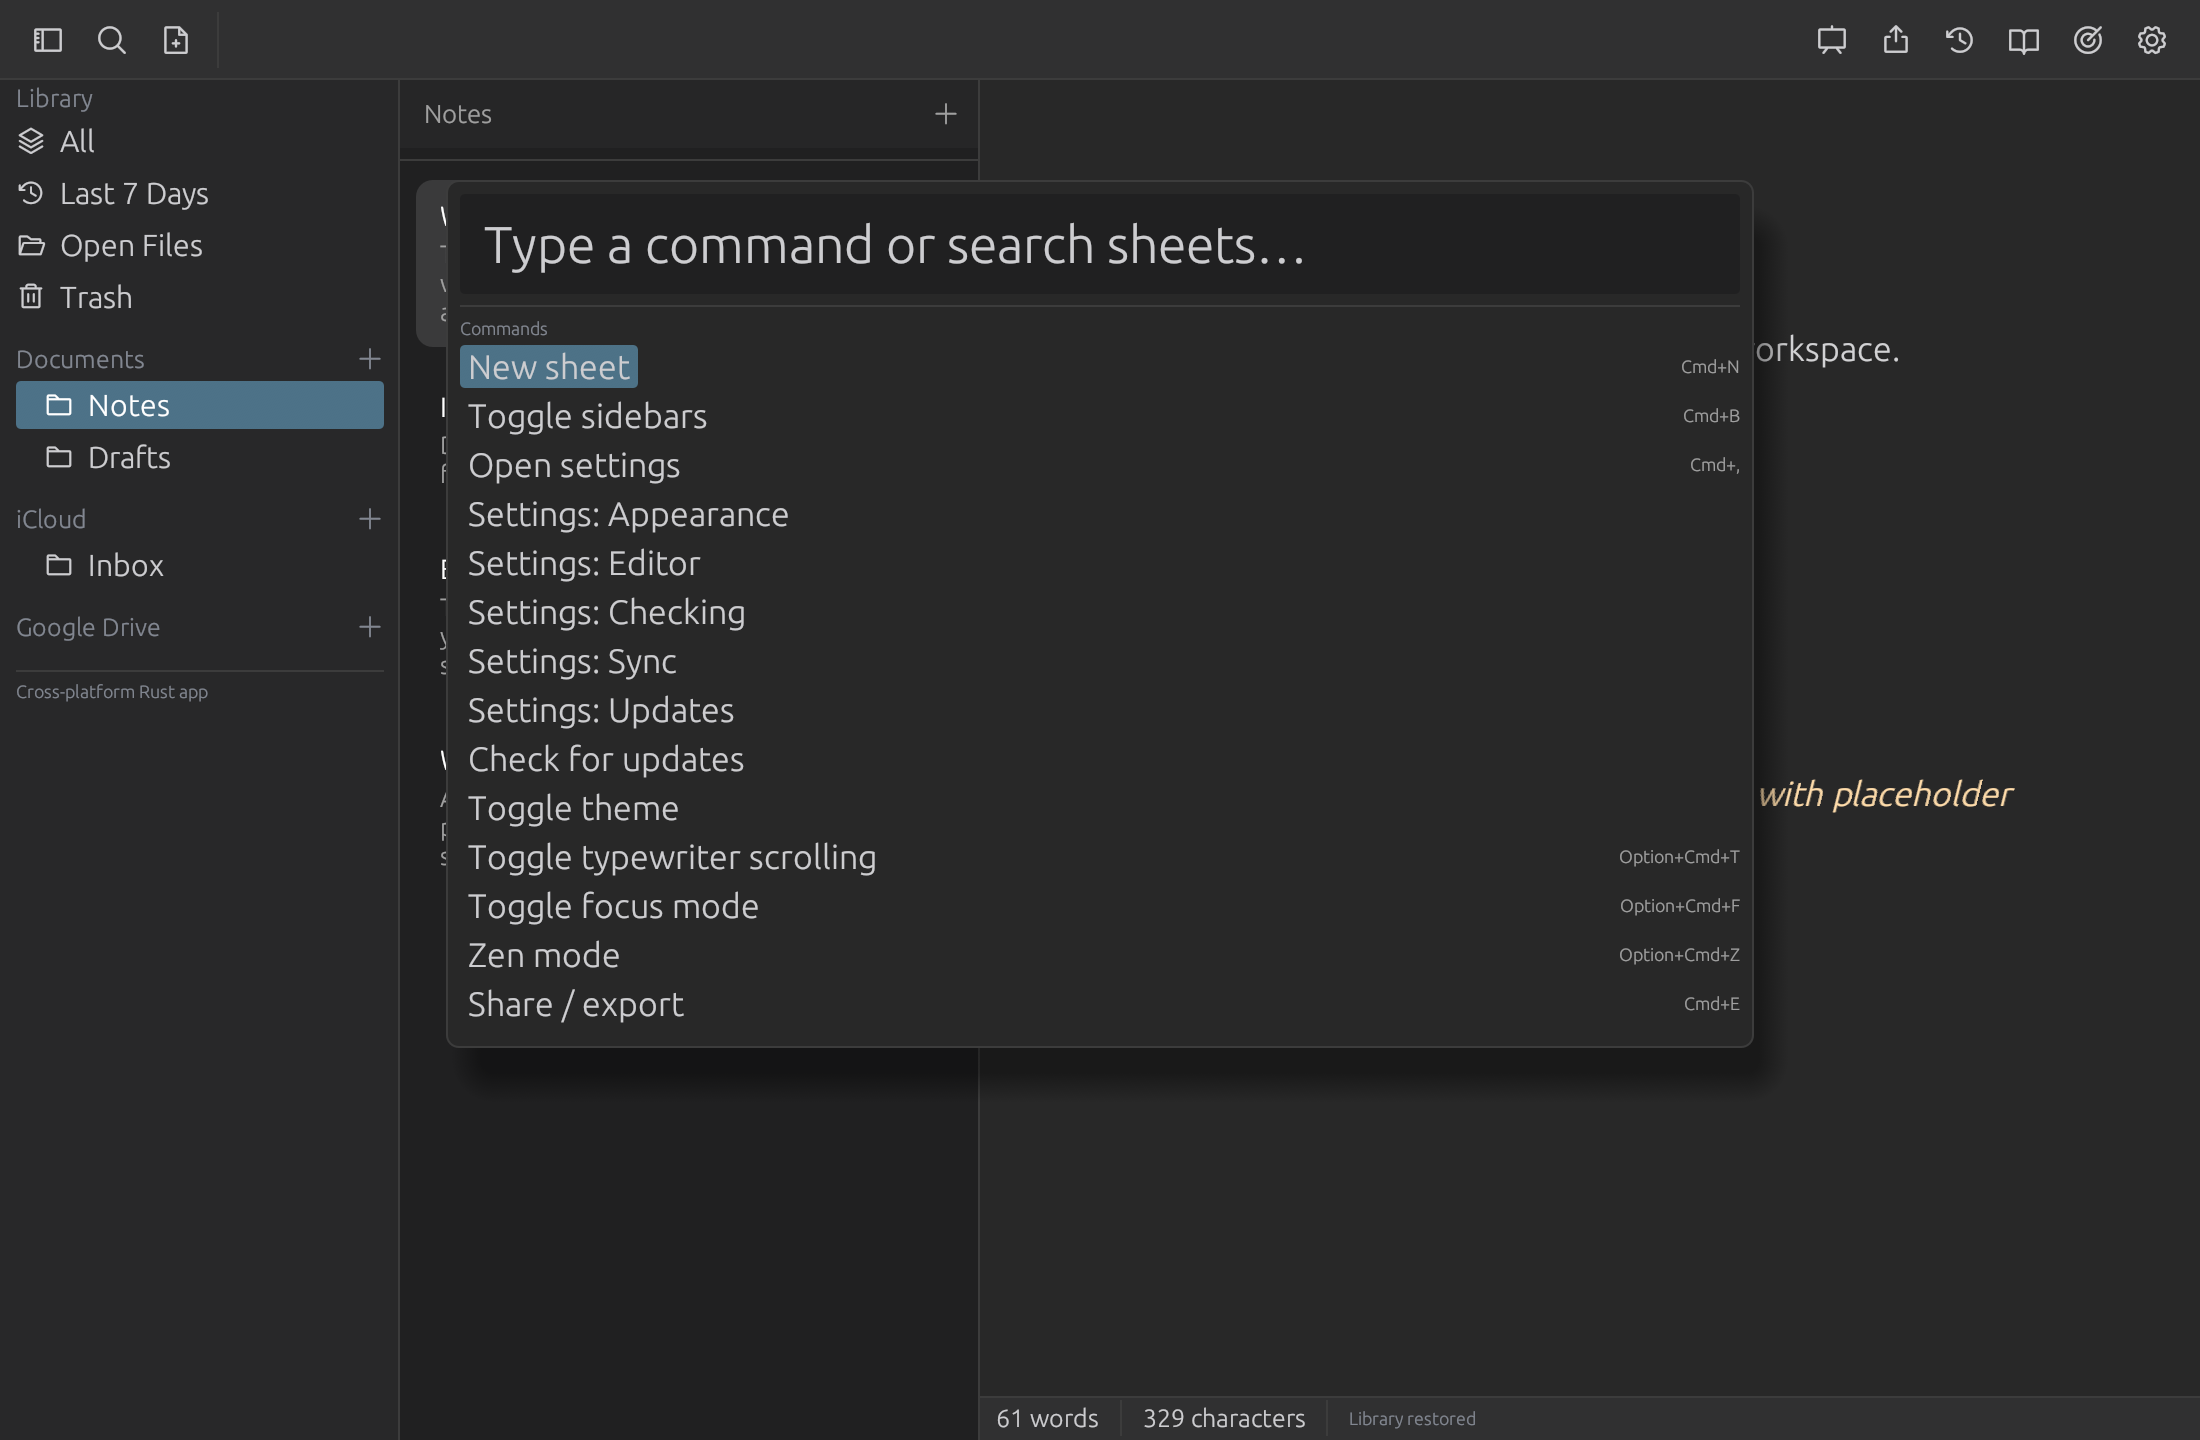 Library
All
Last 7 Days
Open Files
Trash
Documents
Notes
Drafts
iCloud
Inbox
Google Drive
Cross-platform Rust app
Notes
Type a command or search sheets...
Commands
New sheet Cmd+N
Toggle sidebars Cmd+B
Open settings Cmd+,
Settings: Appearance
Settings: Editor
Settings: Checking
Settings: Sync
Settings: Updates
Check for updates
Toggle theme
Toggle typewriter scrolling Option+Cmd+T
Toggle focus mode Option+Cmd+F
Zen mode Option+Cmd+Z
Share / export Cmd+E
orkspace.
with placeholder
61 words 329 characters Library restored